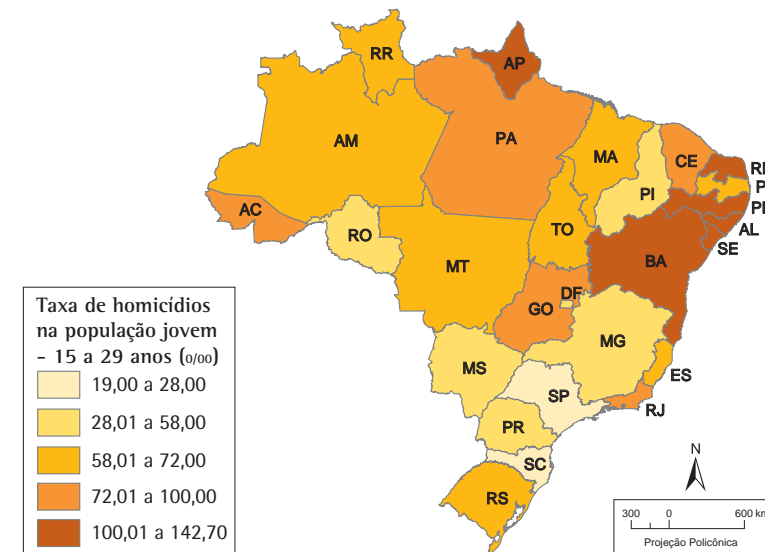 RR
AP
AM
PA
MA
CE
RN
PI
P
PE
AC
AL
TO
SE
RO
BA
MT
DF
GO
MG
MS
ES
SP
RJ
PR
SC
RS
Taxa de homicídios
na população jovem
– 15 a 29 anos (0/00)
19,00 a 28,00
28,01 a 58,00
58,01 a 72,00
72,01 a 100,00
100,01 a 142,70
N
300 0 600 km
Projeção Policônica